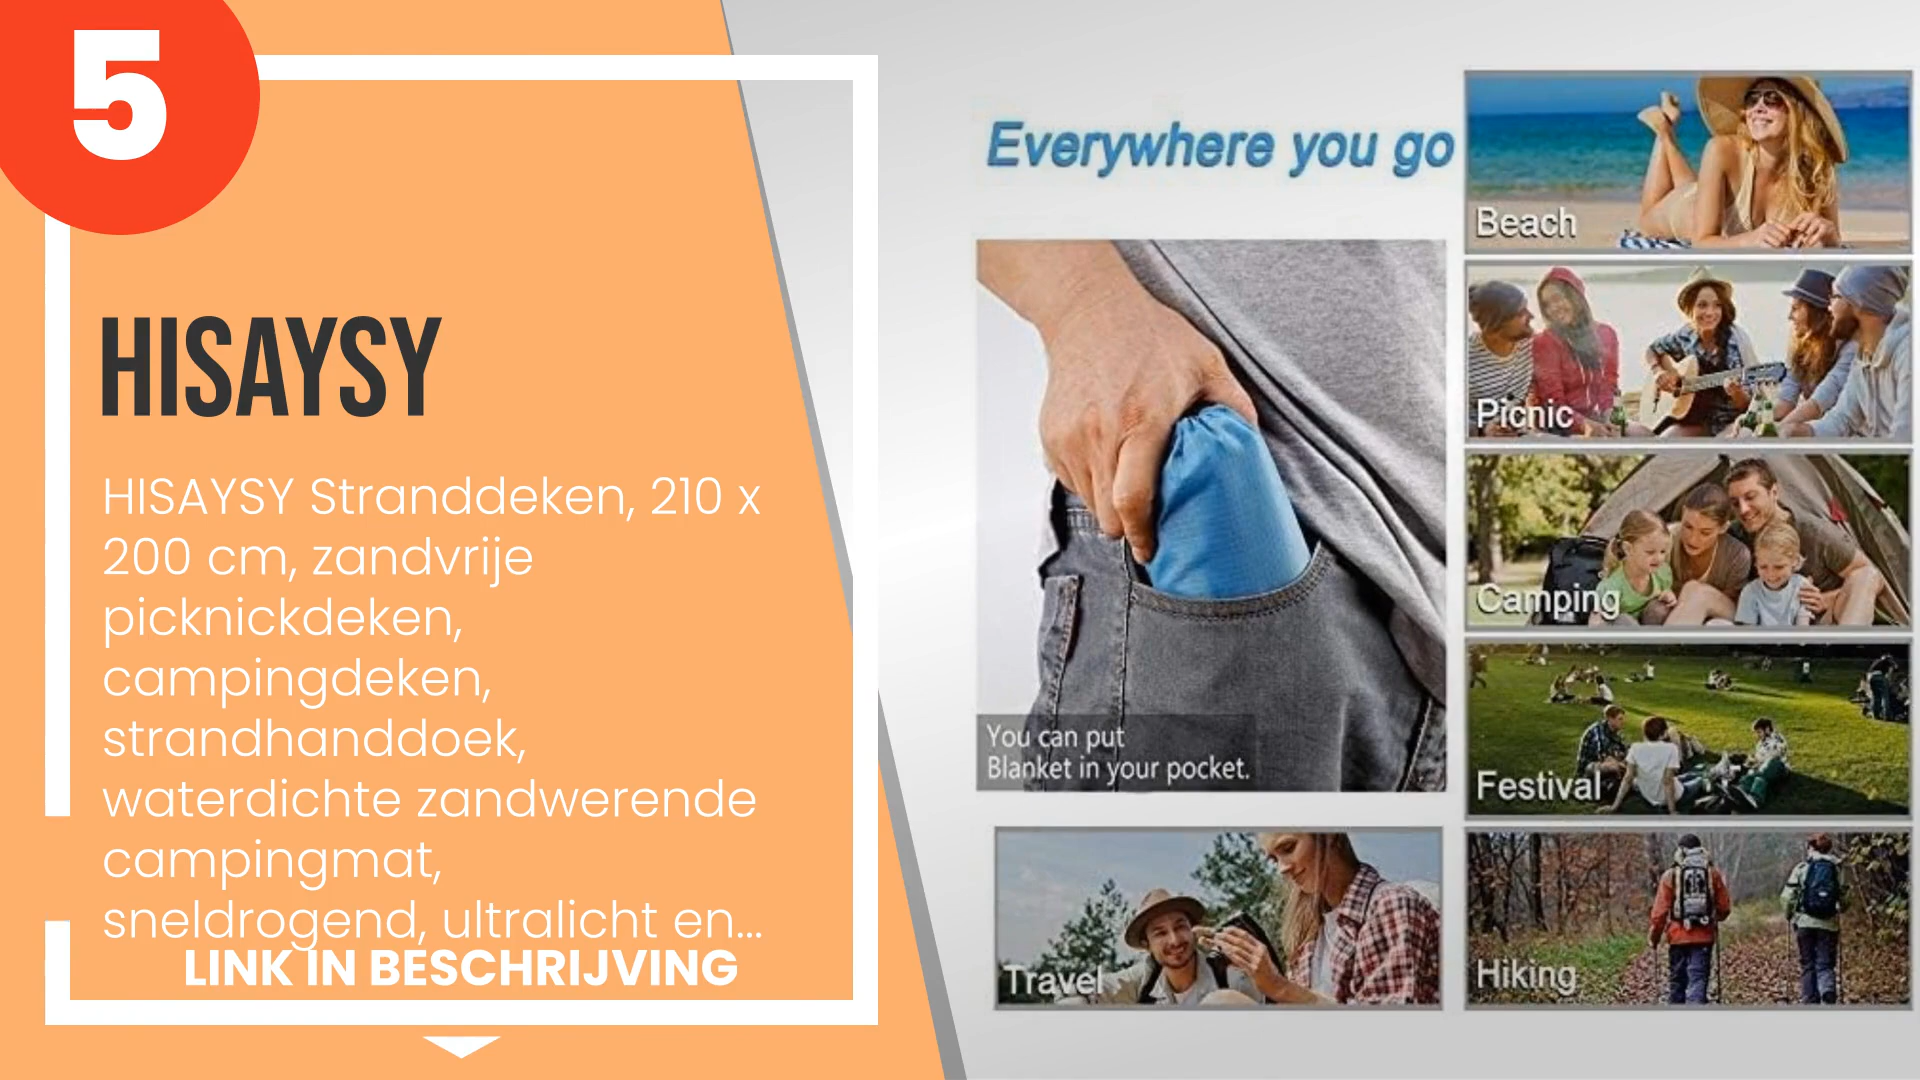 5
HISAYSY
HISAYSY Stranddeken, 210 x
200 cm, zandvrije
picknickdeken,
campingdeken,
strandhanddoek,
waterdichte zandwerende
campingmat,
sneldrogend, ultralicht en...
LINK IN BESCHRIJVING
Everywhere you go
You can put
Blanket in your pocket.
Beach
Picnic
Camping
Festival
Travel
Hiking